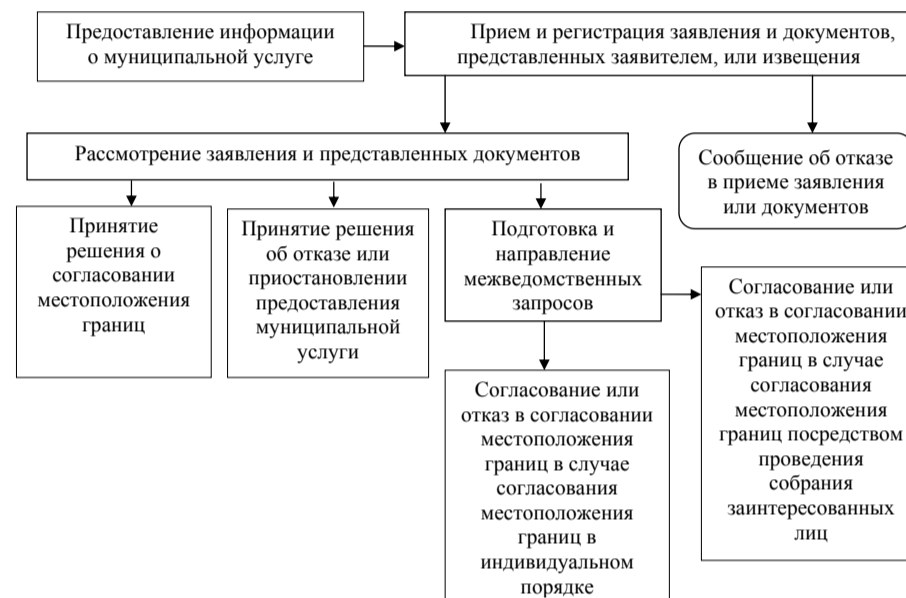 Предоставление информации
о муниципальной услуге
Прием и регистрация заявления и документов,
представленных заявителем, или извещения
Рассмотрение заявления и представленных документов
Сообщение об отказе
в приеме заявления
или документов
Принятие
решения о
согласовании
местоположения
границ
Принятие решения
об отказе или
приостановлении
предоставления
муниципальной
услуги
Подготовка и
направление
межведомственных
запросов
Согласование или
отказ в согласовании
местоположения
границ в случае
согласования
местоположения
границ посредством
проведения
собрания
заинтересованных
лиц
Согласование или
отказ в согласовании
местоположения
границ в случае
согласования
местоположения
границ в
индивидуальном
порядке